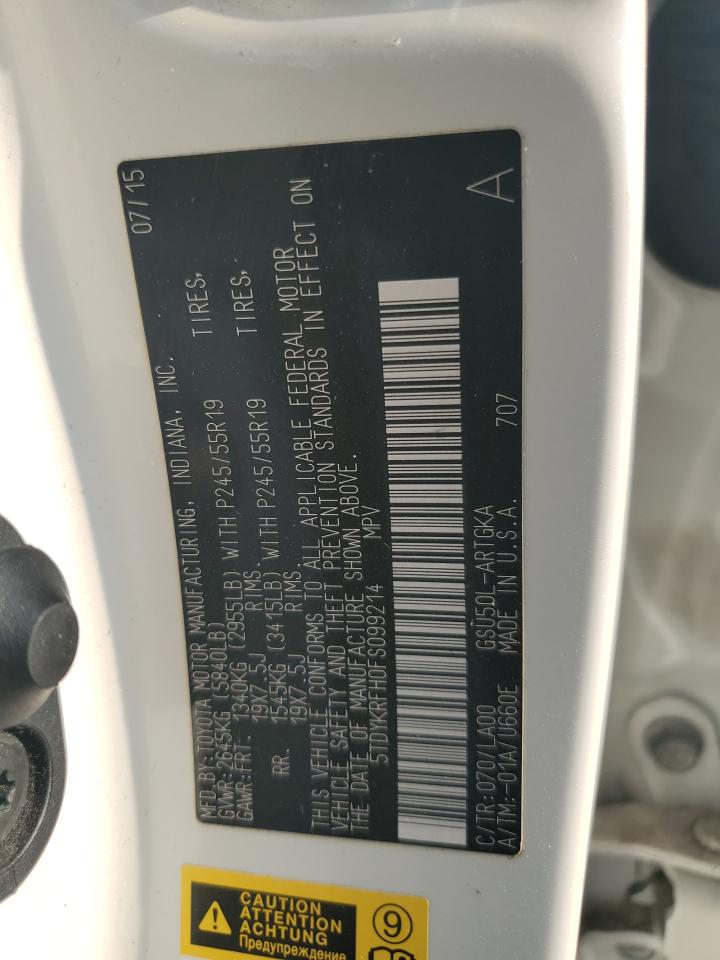 MFD.BY:TOYOTA MOTOR MANUFACTURING, INDIANA, INC. 07/15
GVWR:2645KG(5840LB)
GAWR:FRT. 1340KG (2955LB) WITH P245/55R19 TIRES,
19X7.5J RIMS.
RR. 1545KG (3415LB) WITH P245/55R19 TIRES,
19X7.5J RIMS.
THIS VEHICLE CONFORMS TO ALL APPLICABLE FEDERAL MOTOR
VEHICLE SAFETY AND THEFT PREVENTION STANDARDS IN EFFECT ON
THE DATE OF MANUFACTURE SHOWN ABOVE.
5TDYKRFH0FS099214 MPV
C/TR:070/LA00 GSU50L-ARTGKA
A/TM:-01A/U660E MADE IN U.S.A. 707 A
CAUTION
ATTENTION
ACHTUNG
Предупреждение
9